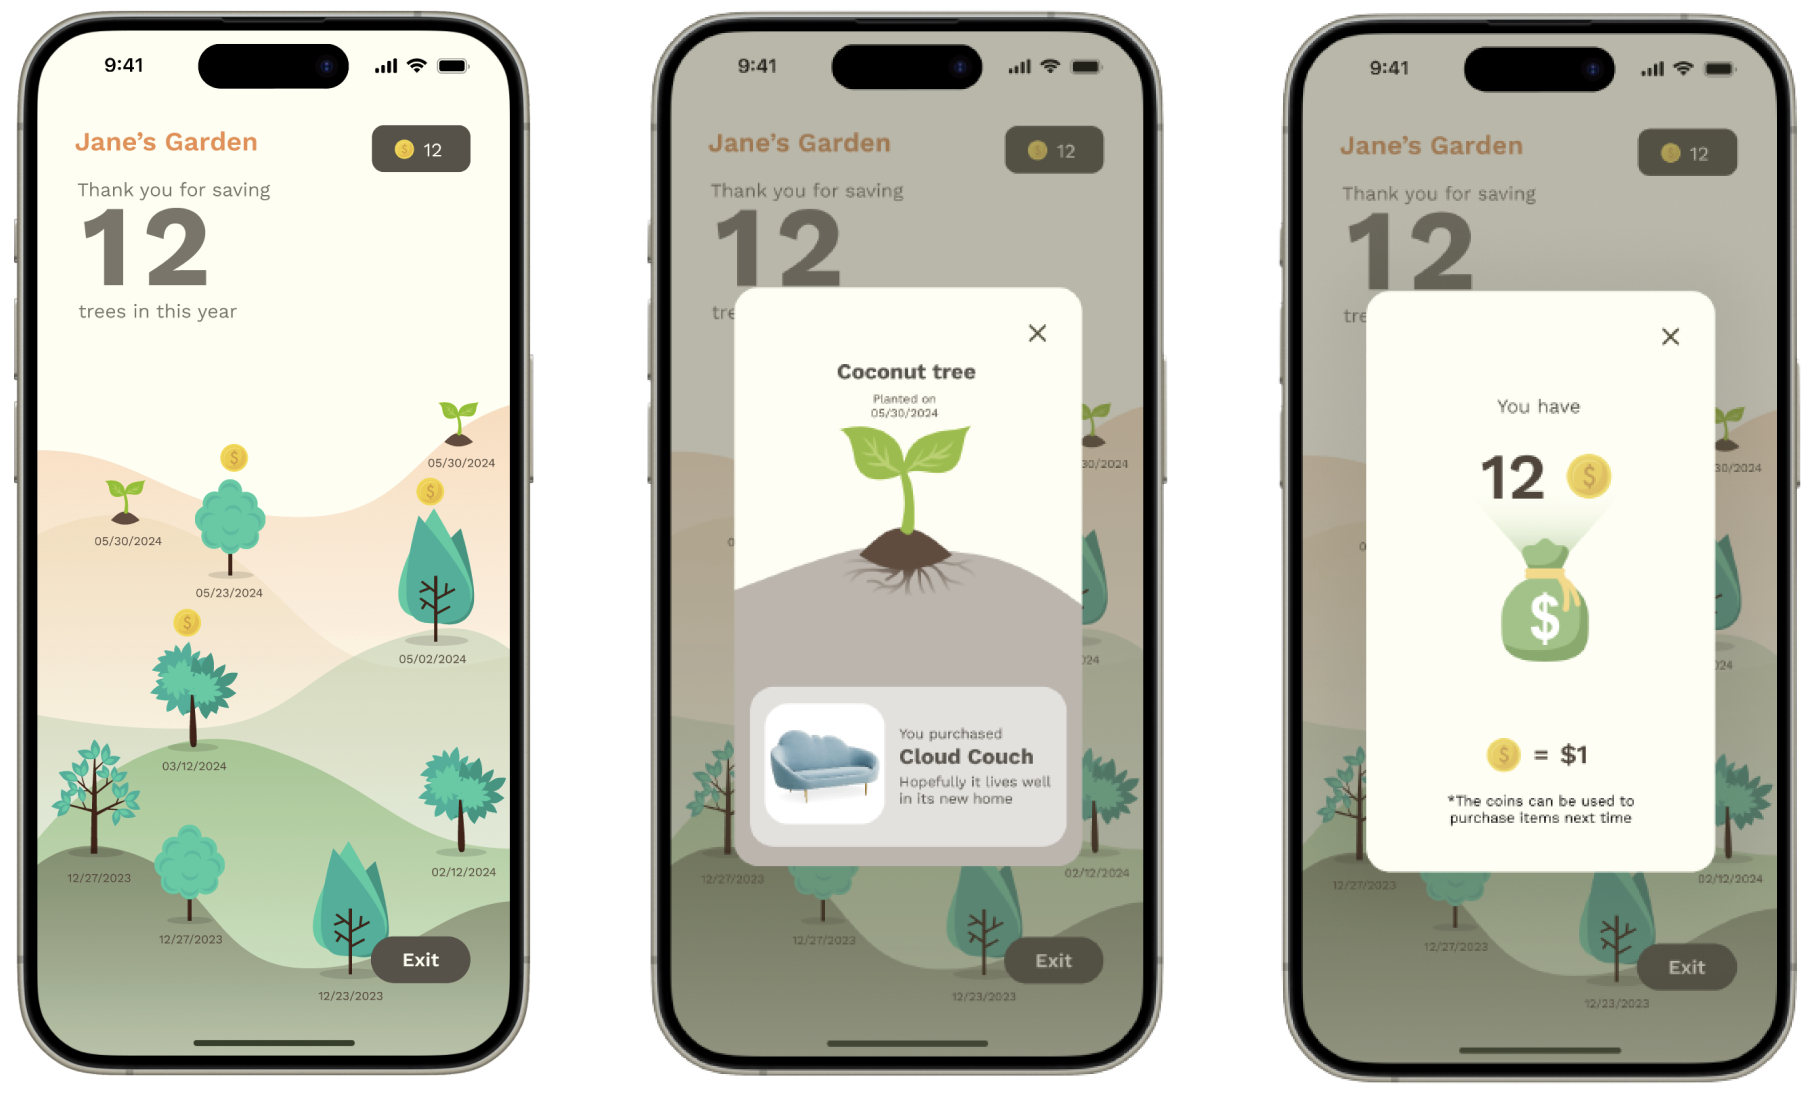 9:41
Jane's Garden
12
Thank you for saving
12
trees in this year
05/30/2024
05/30/2024
05/23/2024
05/02/2024
03/12/2024
02/12/2024
12/27/2023
12/27/2023
Exit
12/23/2023
9:41
Jane's Garden
12
Thank you for saving
12
tre
Coconut tree
Planted on
05/30/2024
30/2024
0
024
You purchased
Cloud Couch
Hopefully it lives well
in its new home
02/12/2024
12/27/2023
12/27/2023
Exit
12/23/2023
9:41
Jane's Garden
12
Thank you for saving
12
tre
You have
12
30/2024
0
024
$
= $1
*The coins can be used to
purchase items next time
02/12/2024
12/27/2023
12/27/2023
Exit
12/23/2023